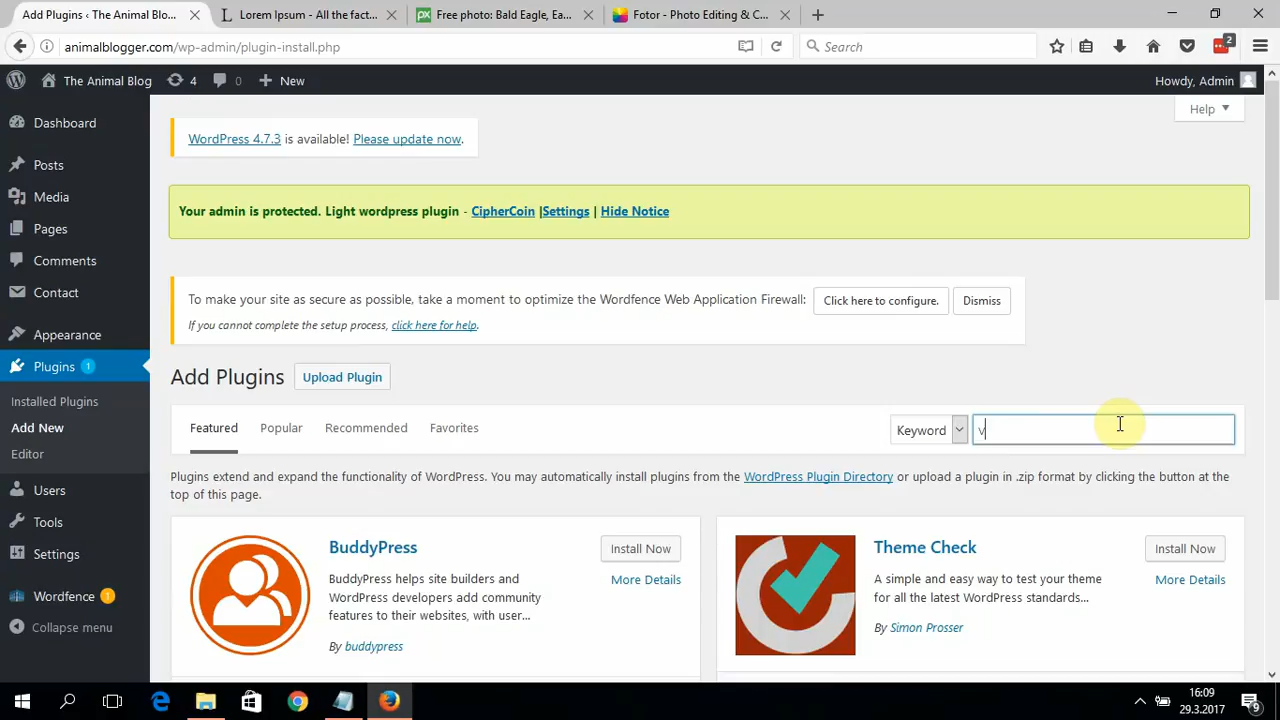 Add Plugins ‹ The Animal Blo...
Lorem Ipsum - All the fact...
Free photo: Bald Eagle, Ea...
Fotor - Photo Editing & C...
animalblogger.com/wp-admin/plugin-install.php
Search
2
The Animal Blog
4
0
New
Howdy, Admin
Help
Dashboard
Posts
Media
Pages
Comments
Contact
Appearance
Plugins 1
Installed Plugins
Add New
Editor
Users
Tools
Settings
Wordfence 1
Collapse menu
WordPress 4.7.3 is available! Please update now.
Your admin is protected. Light wordpress plugin - CipherCoin |Settings | Hide Notice
To make your site as secure as possible, take a moment to optimize the Wordfence Web Application Firewall: Click here to configure. Dismiss
If you cannot complete the setup process, click here for help.
Add Plugins Upload Plugin
Featured Popular Recommended Favorites Keyword v
Plugins extend and expand the functionality of WordPress. You may automatically install plugins from the WordPress Plugin Directory or upload a plugin in .zip format by clicking the button at the
top of this page.
BuddyPress
Install Now
More Details
BuddyPress helps site builders and
WordPress developers add community
features to their websites, with user...
By buddypress
Theme Check
Install Now
More Details
A simple and easy way to test your theme
for all the latest WordPress standards...
By Simon Prosser
16:09
29.3.2017
9